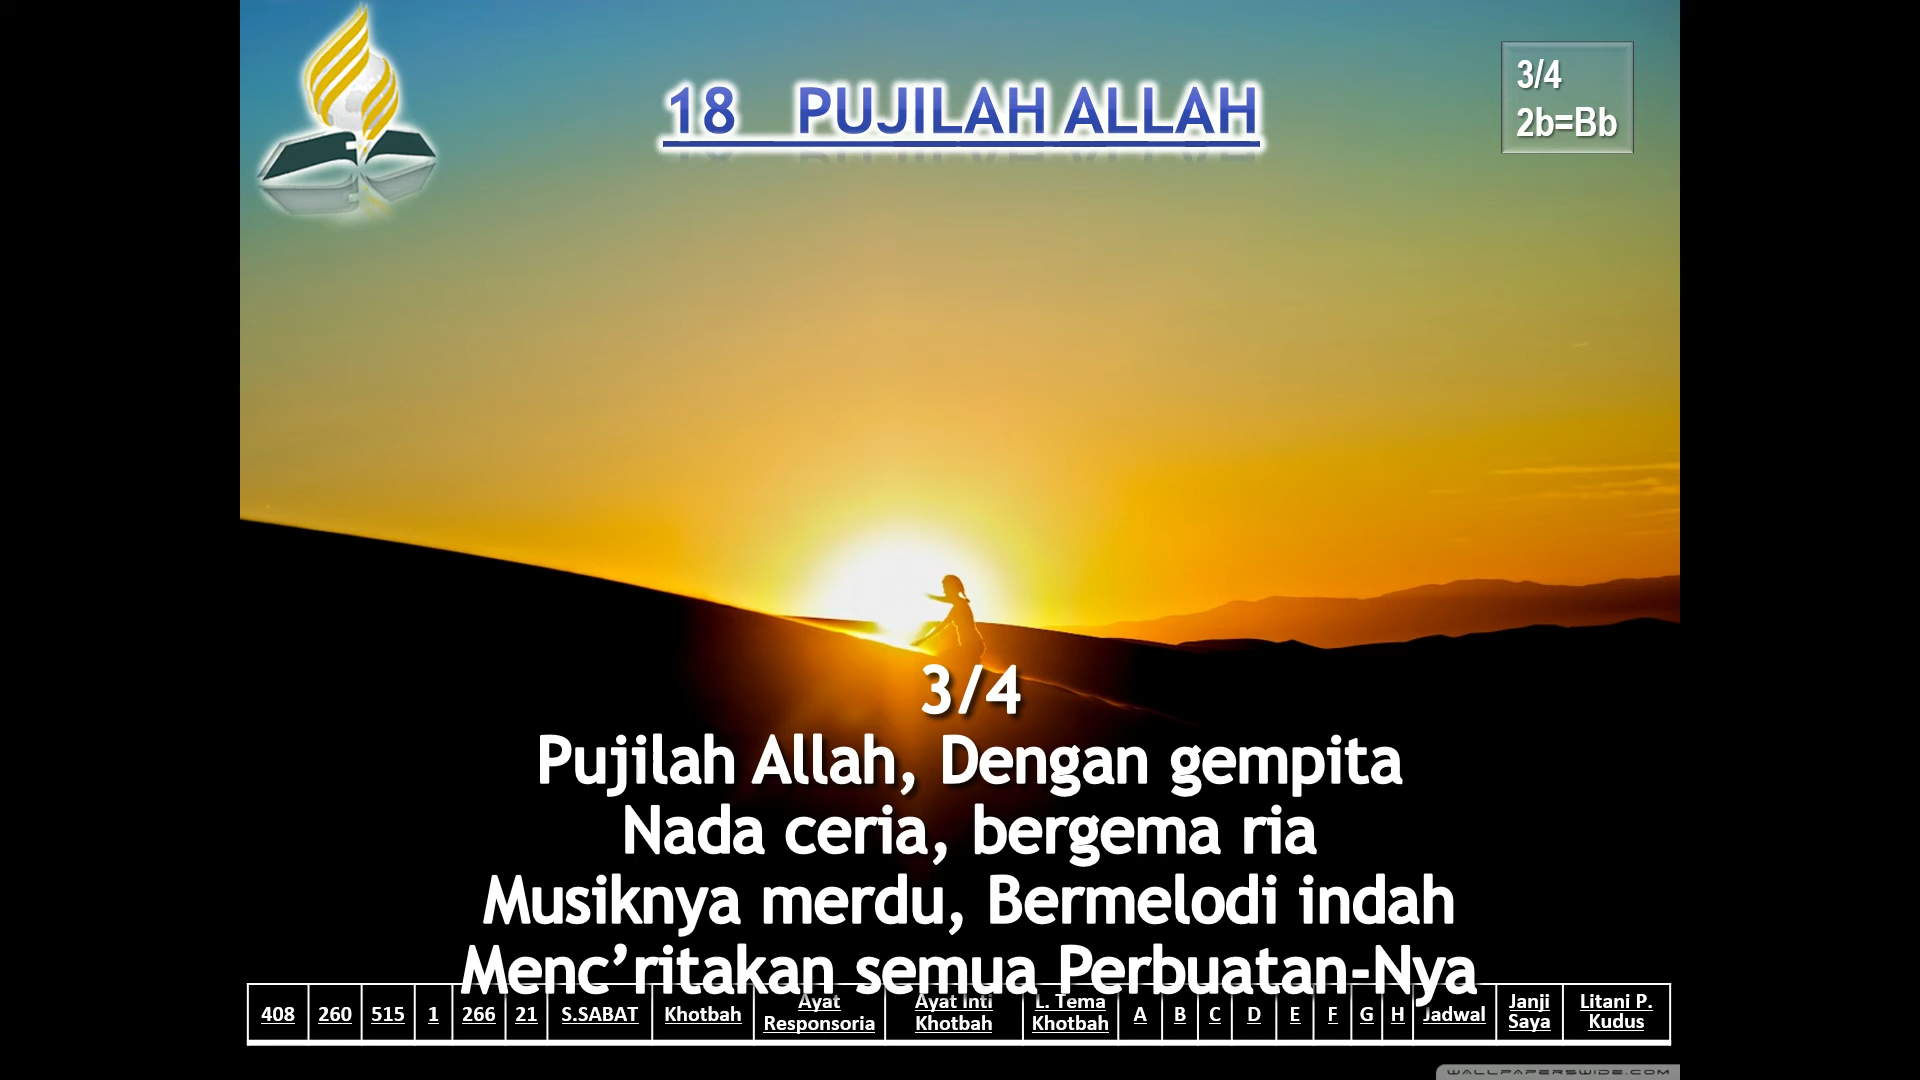 18 PUJILAH ALLAH
3/4
2b=Bb
3/4
Pujilah Allah, Dengan gempita
Nada ceria, bergema ria
Musiknya merdu, Bermelodi indah
Menc’ritakan semua Perbuatan-Nya
408 260 515 1 266 21 S.SABAT Khotbah Ayat Responsoria Ayat Inti Khotbah L. Tema Khotbah A B C D E F G H Jadwal Janji Saya Litani P. Kudus
WALLPAPERSWIDE.COM